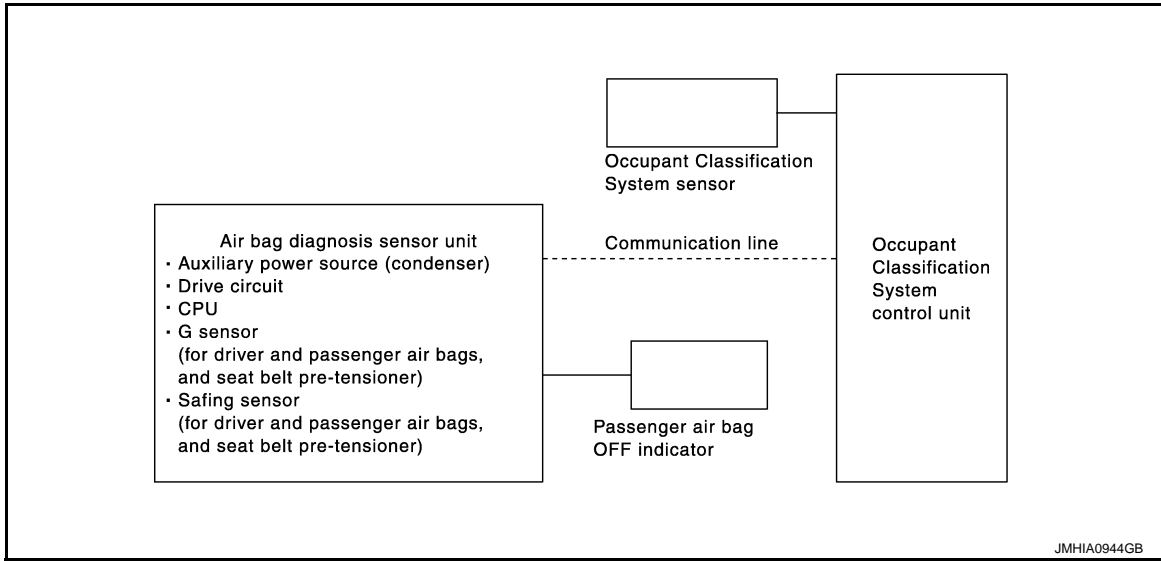 Occupant Classification
System sensor
Air bag diagnosis sensor unit
· Auxiliary power source (condenser)
· Drive circuit
· CPU
· G sensor
(for driver and passenger air bags,
and seat belt pre-tensioner)
· Safing sensor
(for driver and passenger air bags,
and seat belt pre-tensioner)
Communication line
Passenger air bag
OFF indicator
Occupant
Classification
System
control unit
JMHIA0944GB